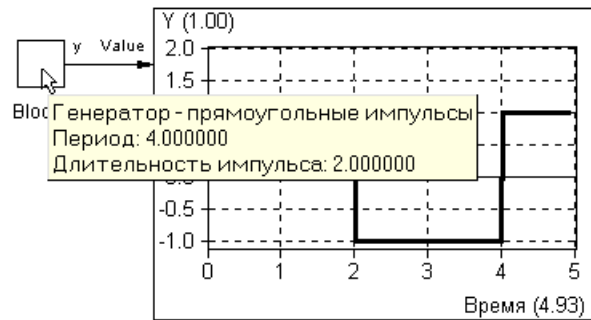 Y (1.00)
y Value
2.0
1.5
Bloc
Генератор - прямоугольные импульсы
Период: 4.000000
Длительность импульса: 2.000000
-0.5
-1.0
0 1 2 3 4 5
Время (4.93)